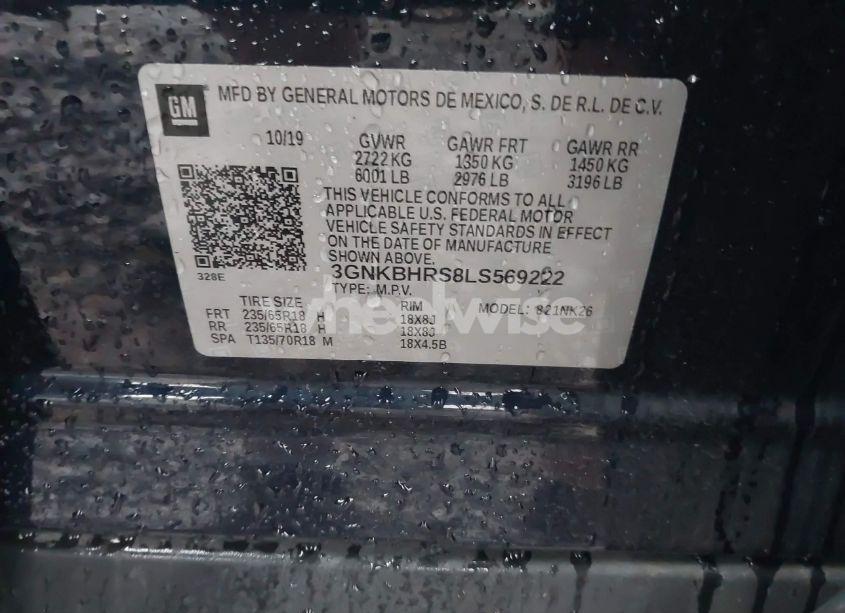 GM
MFD BY GENERAL MOTORS DE MEXICO, S. DE R.L. DE C.V.
10/19 GVWR GAWR FRT GAWR RR
2722 KG 1350 KG 1450 KG
6001 LB 2976 LB 3196 LB
THIS VEHICLE CONFORMS TO ALL
APPLICABLE U.S. FEDERAL MOTOR
VEHICLE SAFETY STANDARDS IN EFFECT
ON THE DATE OF MANUFACTURE
SHOWN ABOVE.
328E
3GNKBHRS8LS569222
TYPE: M.P.V.
TIRE SIZE RIM MODEL: 821NK26
FRT 235/65R18 H 18X8J
RR 235/65R18 18X8J
SPA T135/70R18 M 18X4.5B